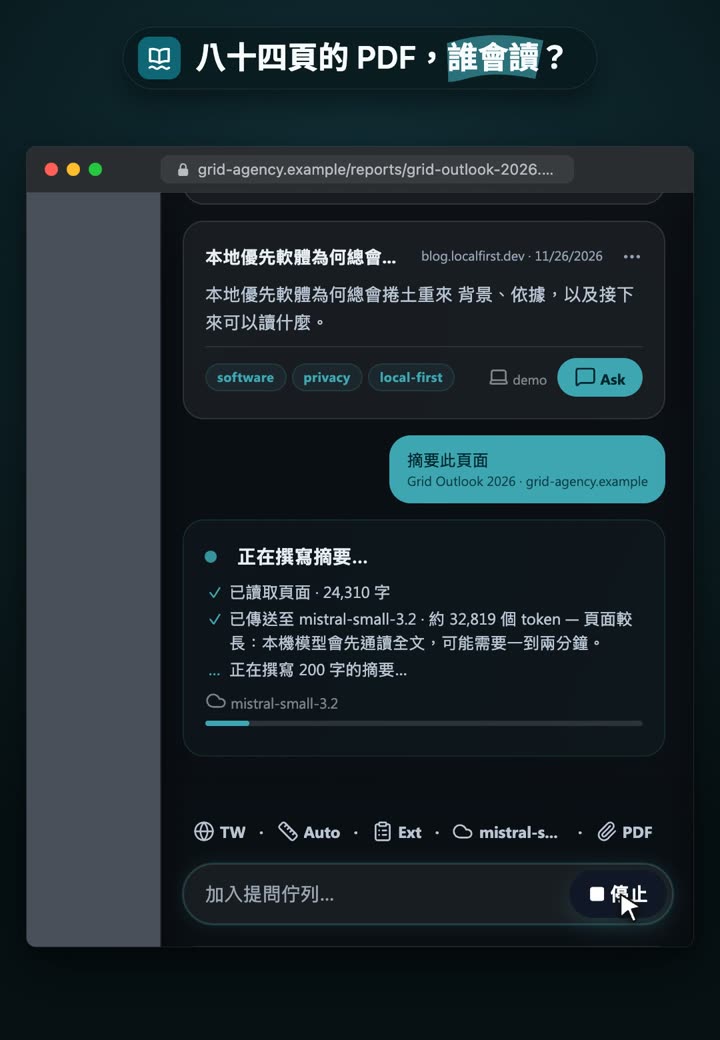 八十四頁的 PDF，誰會讀？
grid-agency.example/reports/grid-outlook-2026....
本地優先軟體為何總會... blog.localfirst.dev · 11/26/2026
本地優先軟體為何總會捲土重來 背景、依據，以及接下
來可以讀什麼。
software privacy local-first demo Ask
摘要此頁面
Grid Outlook 2026 · grid-agency.example
正在撰寫摘要...
✓ 已讀取頁面 · 24,310 字
✓ 已傳送至 mistral-small-3.2 · 約 32,819 個 token — 頁面較
長：本機模型會先通讀全文，可能需要一到兩分鐘。
... 正在撰寫 200 字的摘要...
mistral-small-3.2
TW · Auto · Ext · mistral-s... · PDF
加入提問佇列... 停止